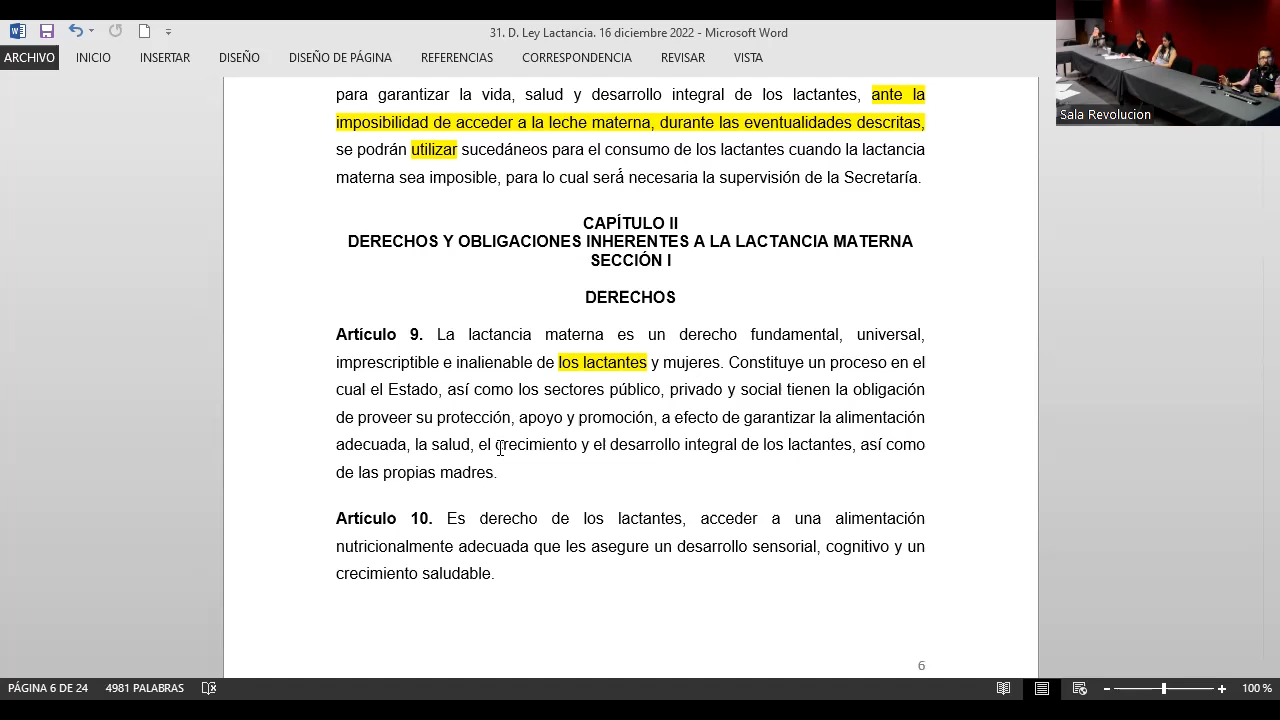 31. D. Ley Lactancia. 16 diciembre 2022 - Microsoft Word
ARCHIVO INICIO INSERTAR DISEÑO DISEÑO DE PÁGINA REFERENCIAS CORRESPONDENCIA REVISAR VISTA
Sala Revolucion
para garantizar la vida, salud y desarrollo integral de los lactantes, ante la
imposibilidad de acceder a la leche materna, durante las eventualidades descritas,
se podrán utilizar sucedáneos para el consumo de los lactantes cuando la lactancia
materna sea imposible, para lo cual será necesaria la supervisión de la Secretaría.
CAPÍTULO II
DERECHOS Y OBLIGACIONES INHERENTES A LA LACTANCIA MATERNA
SECCIÓN I
DERECHOS
Artículo 9. La lactancia materna es un derecho fundamental, universal,
imprescriptible e inalienable de los lactantes y mujeres. Constituye un proceso en el
cual el Estado, así como los sectores público, privado y social tienen la obligación
de proveer su protección, apoyo y promoción, a efecto de garantizar la alimentación
adecuada, la salud, el crecimiento y el desarrollo integral de los lactantes, así como
de las propias madres.
Artículo 10. Es derecho de los lactantes, acceder a una alimentación
nutricionalmente adecuada que les asegure un desarrollo sensorial, cognitivo y un
crecimiento saludable.
6
PÁGINA 6 DE 24 4981 PALABRAS 100 %